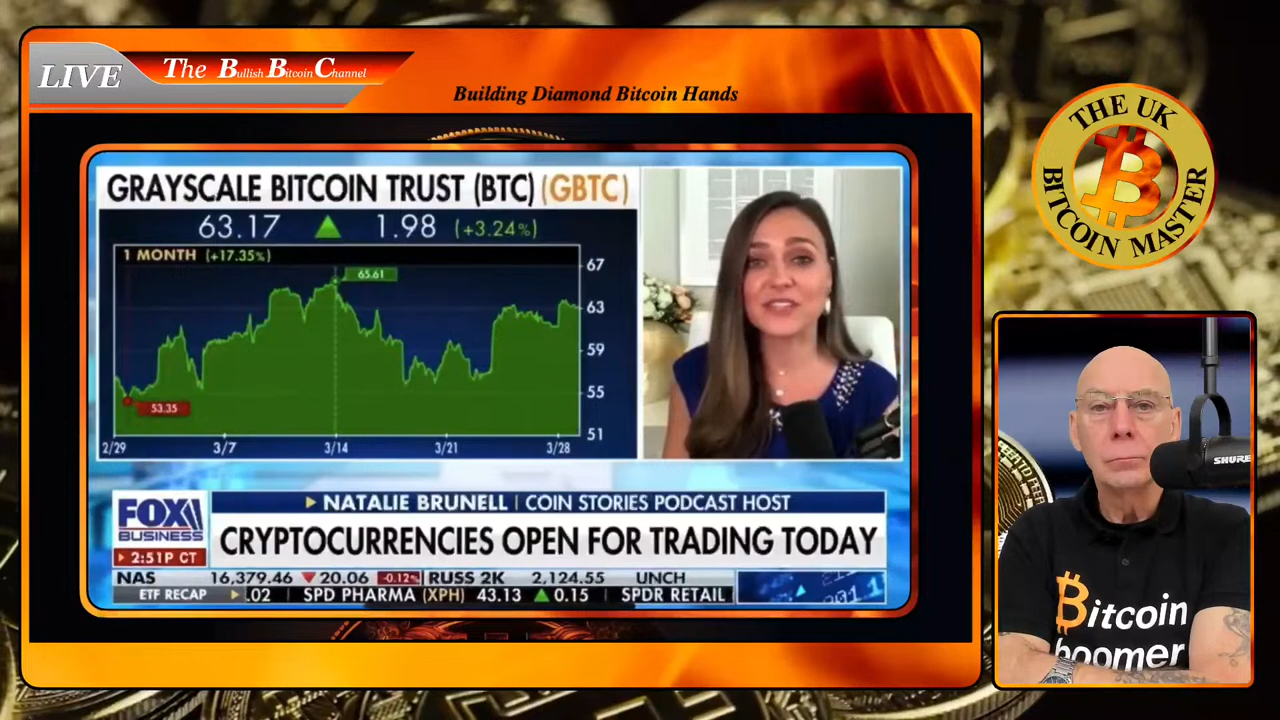 LIVE
The Bullish Bitcoin Channel
Building Diamond Bitcoin Hands
THE UK
BITCOIN MASTER
GRAYSCALE BITCOIN TRUST (BTC) (GBTC)
63.17 ▲ 1.98 (+3.24%)
1 MONTH (+17.35%)
65.61
53.35
67
63
59
55
51
2/29 3/7 3/14 3/21 3/28
FOX
BUSINESS
2:51P CT
NATALIE BRUNELL | COIN STORIES PODCAST HOST
CRYPTOCURRENCIES OPEN FOR TRADING TODAY
NAS 16,379.46 ▼ 20.06 -0.12% RUSS 2K 2,124.55 UNCH
ETF RECAP .02 | SPD PHARMA (XPH) 43.13 ▲ 0.15 | SPDR RETAIL
SHURE
Bitcoin
boomer